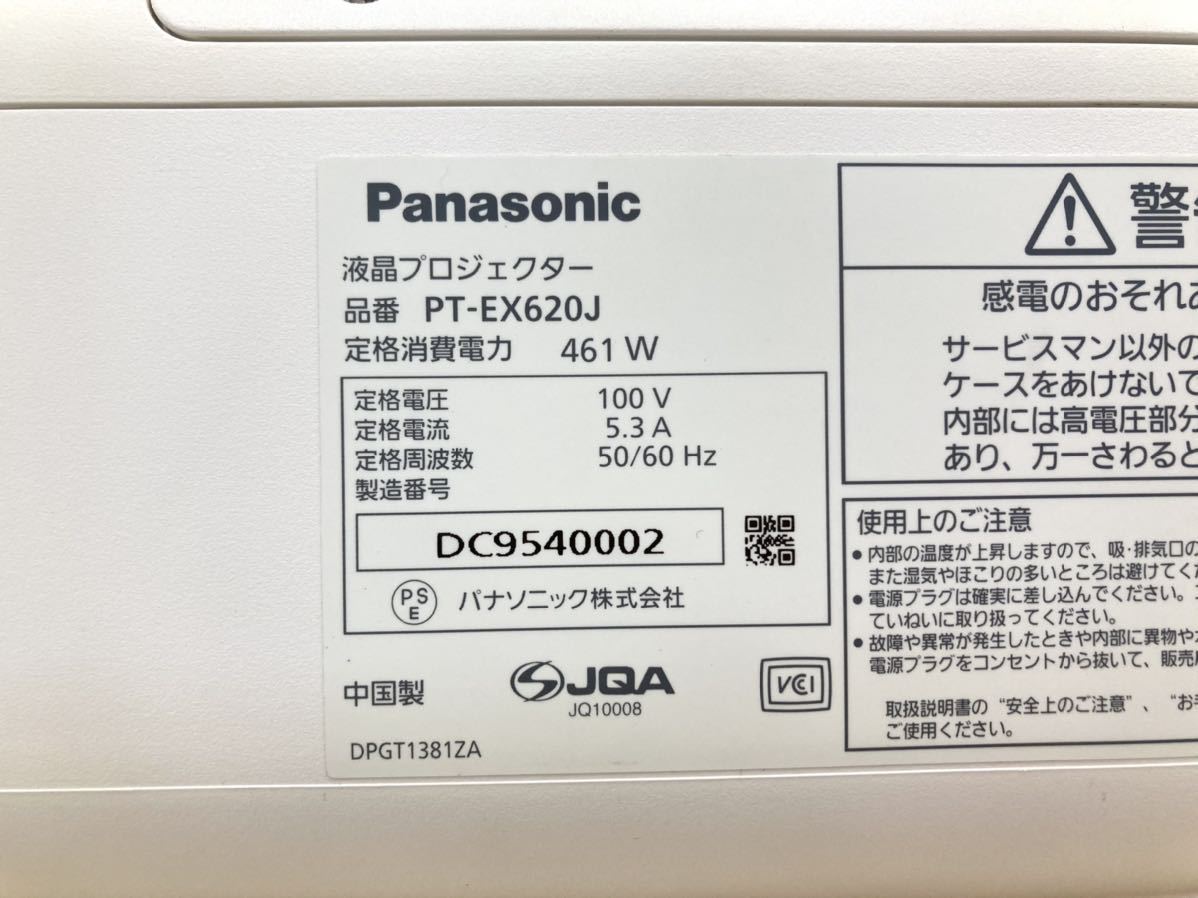 Panasonic
液晶プロジェクター
品番 PT-EX620J
定格消費電力 461 W
定格電圧 100 V
定格電流 5.3 A
定格周波数 50/60 Hz
製造番号
DC9540002
PS
E
パナソニック株式会社
中国製
JQA
JQ10008
VCI
DPGT1381ZA
警
感電のおそれ
サービスマン以外の
ケースをあけないで
内部には高電圧部分
あり、万一さわると
使用上のご注意
●内部の温度が上昇しますので、吸・排気口の
また湿気やほこりの多いところは避けてく
●電源プラグは確実に差し込んでください。
ていねいに取り扱ってください。
●故障や異常が発生したときや内部に異物や
電源プラグをコンセントから抜いて、販売
取扱説明書の“安全上のご注意”、“お
ご使用ください。